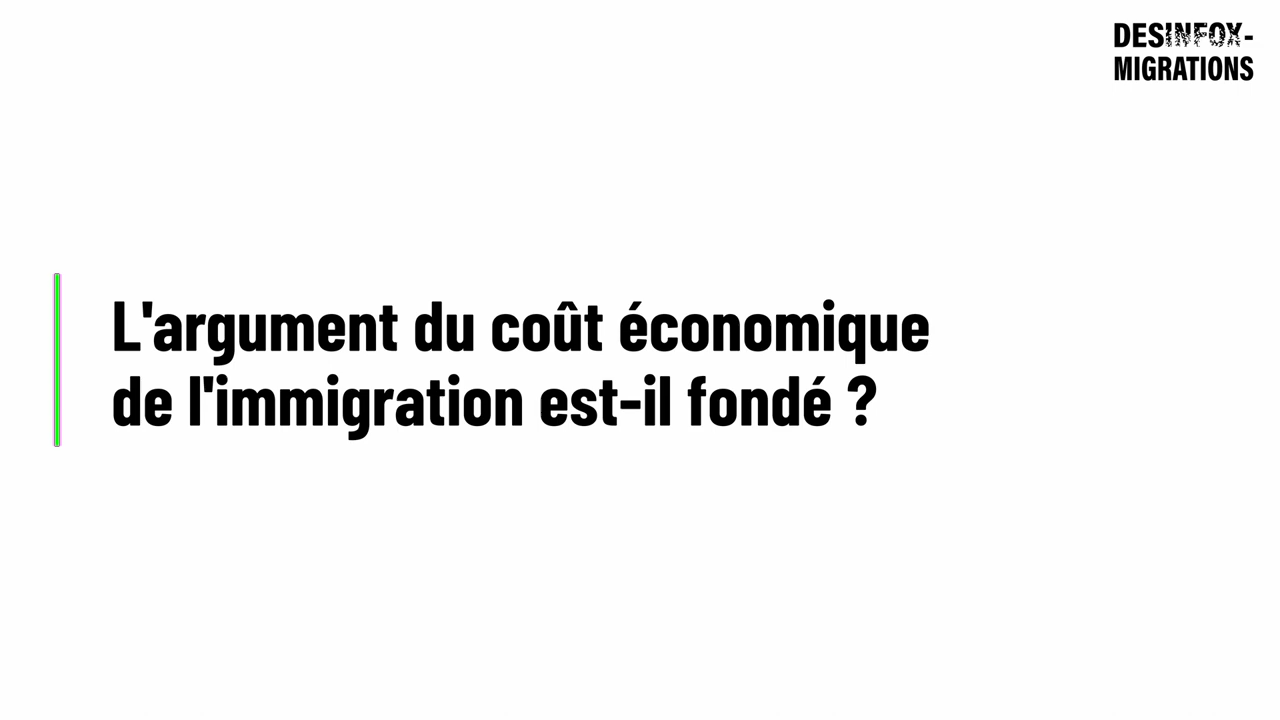 DESINFOX-
MIGRATIONS
L'argument du coût économique
de l'immigration est-il fondé ?